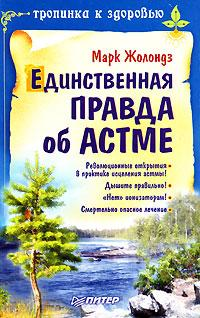 тропинка к здоровью
Марк Жолондз
ЕДИНСТВЕННАЯ
ПРАВДА
ОБ АСТМЕ
Революционные открытия
в практике исцеления астмы!
Дышите правильно!
«Нет» ионизаторам!
Смертельно опасное лечение
ПИТЕР